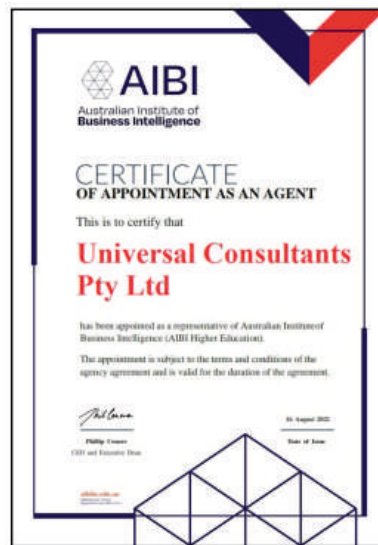 AIBI
Australian Institute of
Business Intelligence
CERTIFICATE
OF APPOINTMENT AS AN AGENT
This is to certify that
Universal Consultants
Pty Ltd
has been appointed as a representative of Australian Institute of
Business Intelligence (AIBI Higher Education).
The appointment is subject to the terms and conditions of the
agency agreement and is valid for the duration of the agreement.
August 2022
Phillip Connor
Date of Issue
CEO and Executive Dean